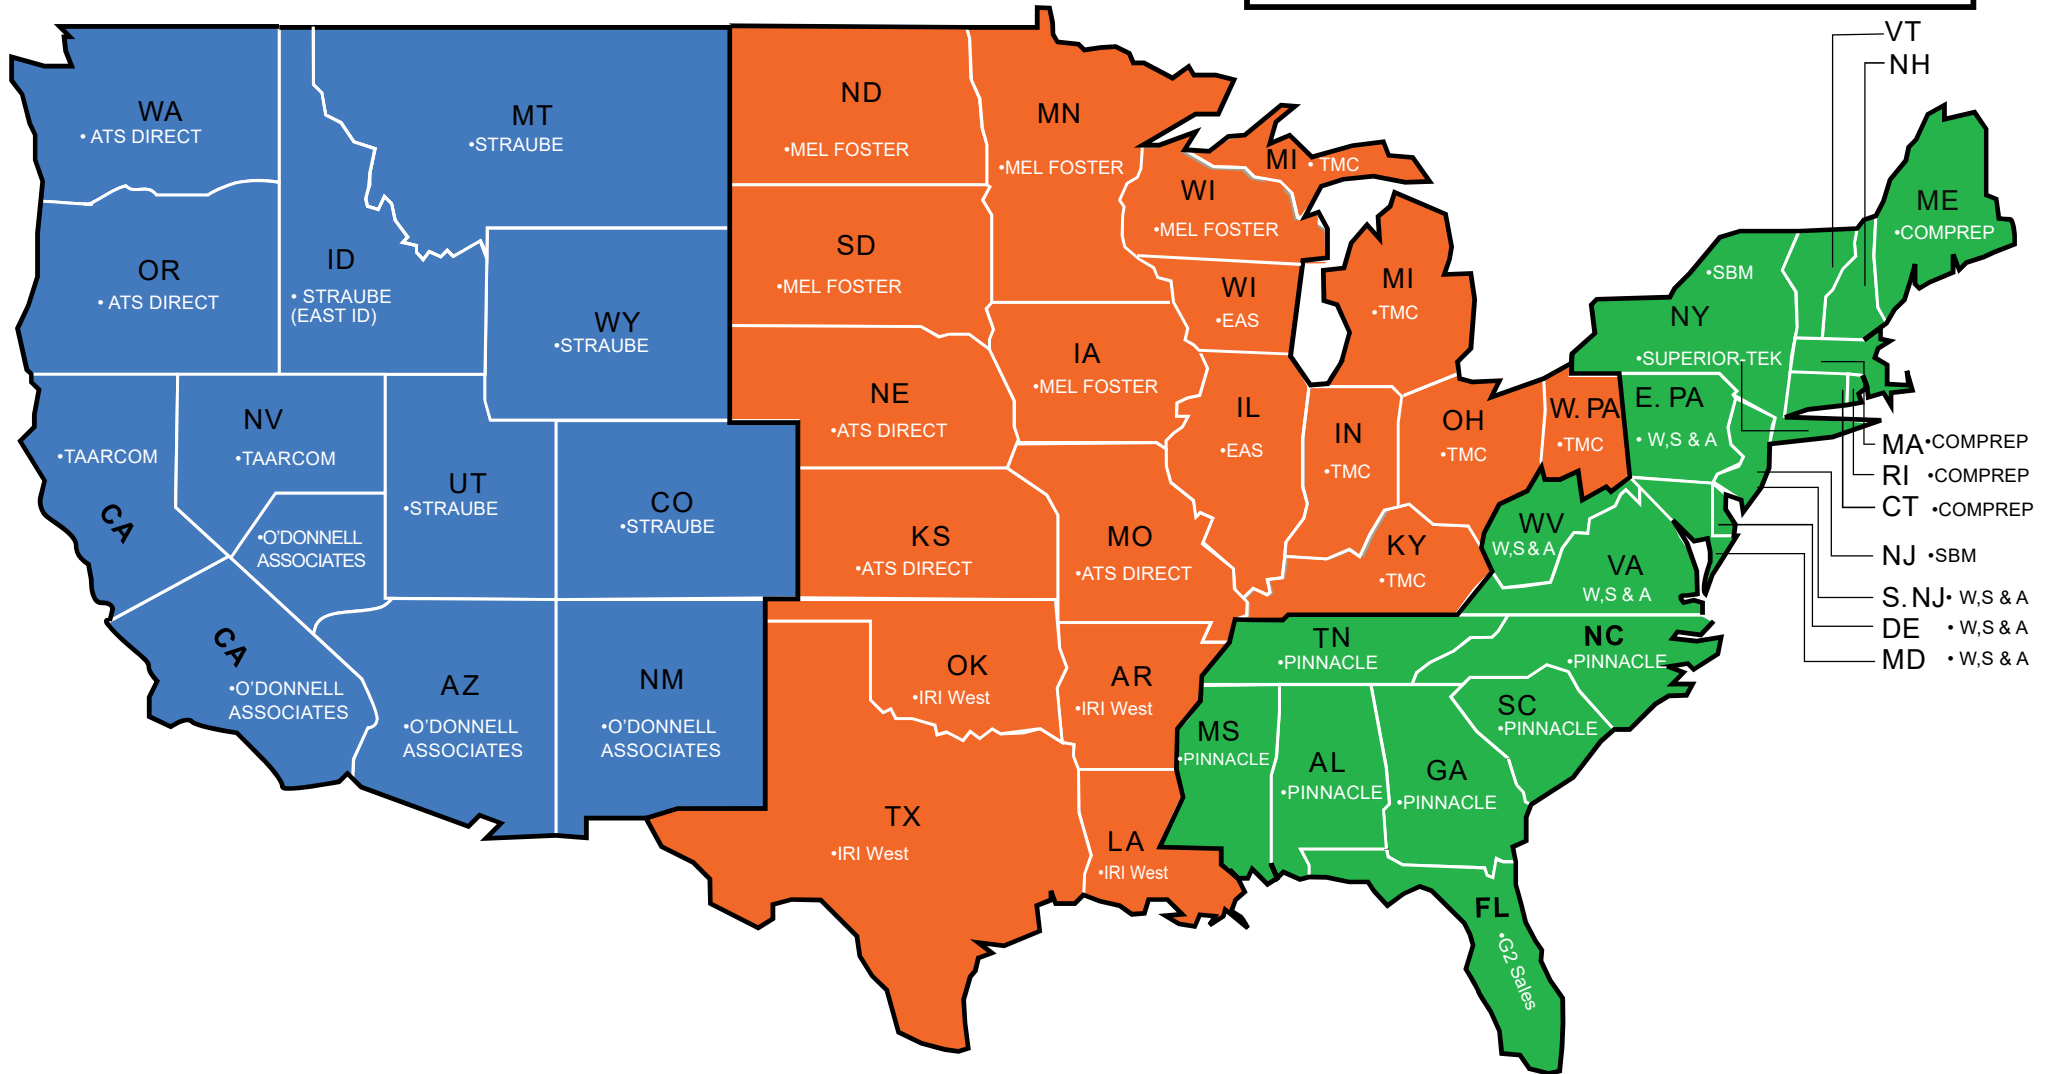 WA
• ATS DIRECT
OR
• ATS DIRECT
ID
• STRAUBE
(EAST ID)
MT
•STRAUBE
WY
•STRAUBE
NV
•TAARCOM
•TAARCOM
CA
•O'DONNELL
ASSOCIATES
CA
•O'DONNELL
ASSOCIATES
UT
•STRAUBE
CO
•STRAUBE
AZ
•O'DONNELL
ASSOCIATES
NM
•O'DONNELL
ASSOCIATES
ND
•MEL FOSTER
SD
•MEL FOSTER
NE
•ATS DIRECT
KS
•ATS DIRECT
OK
•IRI West
TX
•IRI West
MN
•MEL FOSTER
IA
•MEL FOSTER
MO
•ATS DIRECT
AR
•IRI West
LA
•IRI West
WI
•MEL FOSTER
WI
•EAS
IL
•EAS
MI • TMC
MI
•TMC
IN
•TMC
OH
•TMC
KY
•TMC
W. PA
•TMC
E. PA
• W,S & A
•SBM
NY
•SUPERIOR-TEK
WV
W,S & A
VA
W,S & A
TN
•PINNACLE
NC
•PINNACLE
SC
•PINNACLE
MS
•PINNACLE
AL
•PINNACLE
GA
•PINNACLE
FL
•G2 Sales
VT
NH
ME
•COMPREP
MA •COMPREP
RI •COMPREP
CT •COMPREP
NJ •SBM
S. NJ • W,S & A
DE • W,S & A
MD • W,S & A